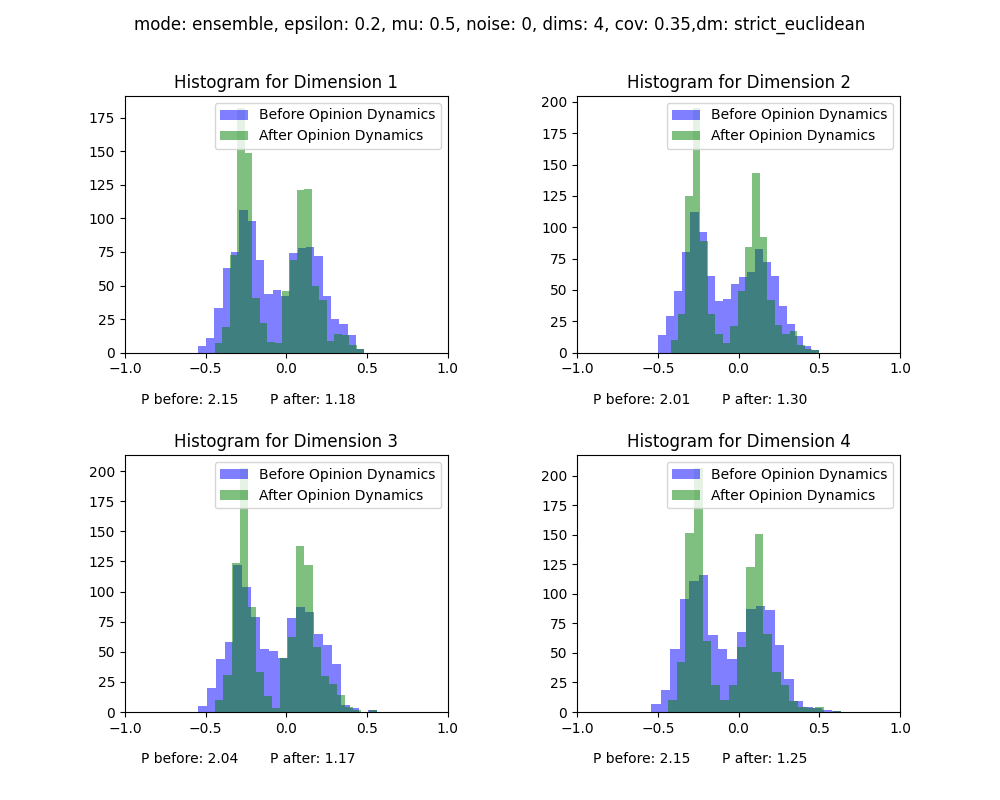 mode: ensemble, epsilon: 0.2, mu: 0.5, noise: 0, dims: 4, cov: 0.35,dm: strict_euclidean
Histogram for Dimension 1
Before Opinion Dynamics
After Opinion Dynamics
175
150
125
100
75
50
25
0
−1.0 −0.5 0.0 0.5 1.0
P before: 2.15 P after: 1.18
Histogram for Dimension 2
Before Opinion Dynamics
After Opinion Dynamics
200
175
150
125
100
75
50
25
0
−1.0 −0.5 0.0 0.5 1.0
P before: 2.01 P after: 1.30
Histogram for Dimension 3
Before Opinion Dynamics
After Opinion Dynamics
200
175
150
125
100
75
50
25
0
−1.0 −0.5 0.0 0.5 1.0
P before: 2.04 P after: 1.17
Histogram for Dimension 4
Before Opinion Dynamics
After Opinion Dynamics
200
175
150
125
100
75
50
25
0
−1.0 −0.5 0.0 0.5 1.0
P before: 2.15 P after: 1.25